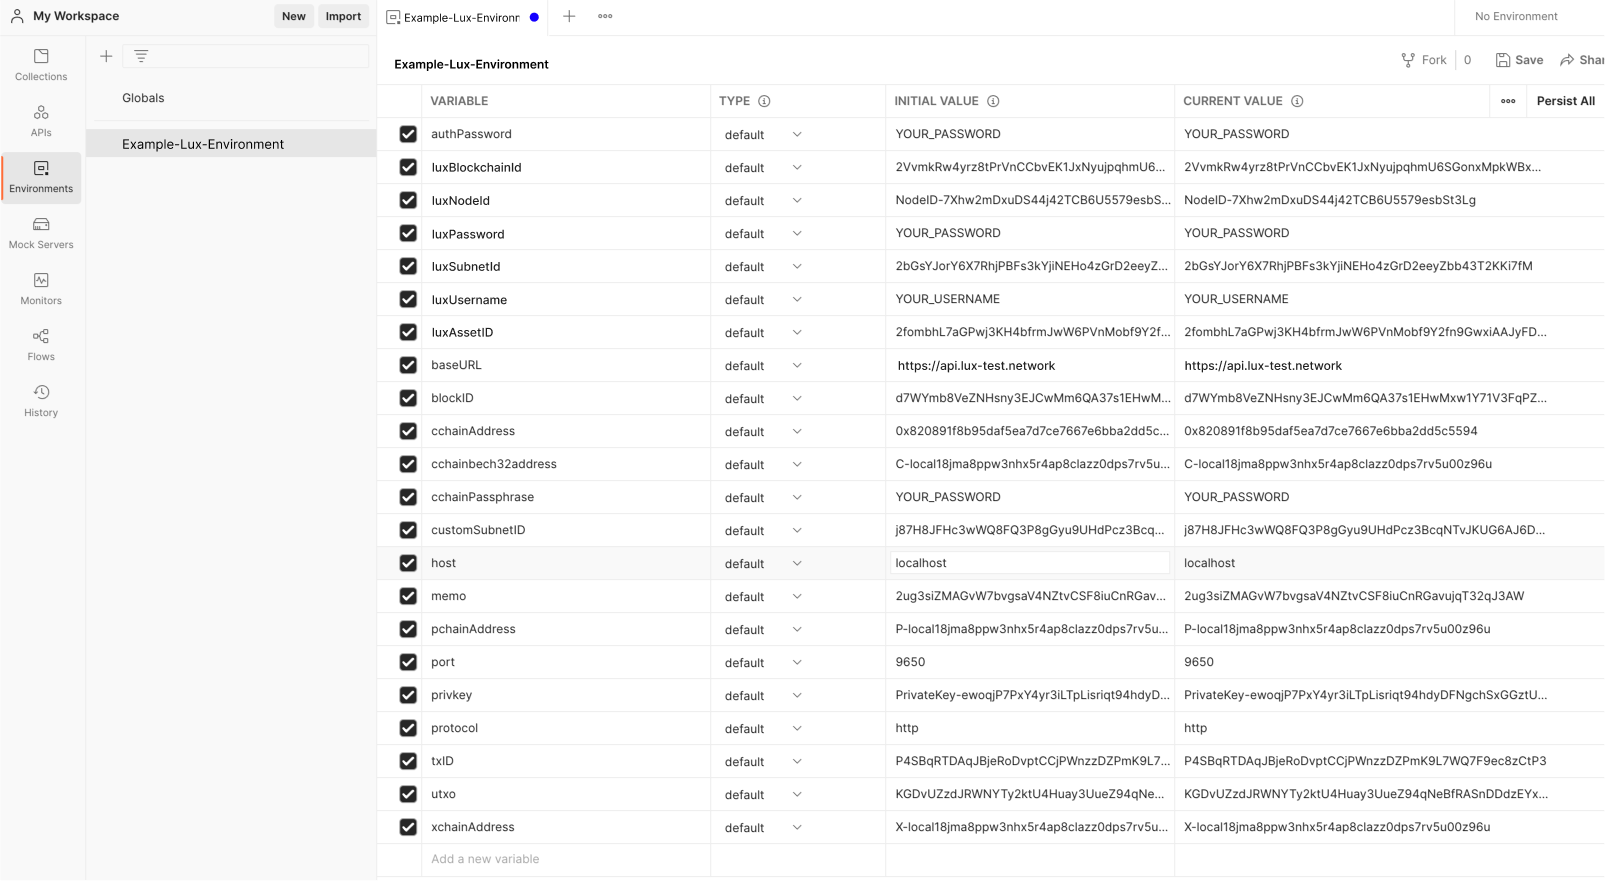 My Workspace New Import Example-Lux-Environm No Environment
Collections
APIs
Environments
Mock Servers
Monitors
Flows
History
Globals
Example-Lux-Environment
Example-Lux-Environment Fork 0 Save Shar
VARIABLE TYPE INITIAL VALUE CURRENT VALUE Persist All
authPassword default YOUR_PASSWORD YOUR_PASSWORD
luxBlockchainId default 2VvmkRw4yrz8tPrVnCCbvEK1JxNyujpqhmU6... 2VvmkRw4yrz8tPrVnCCbvEK1JxNyujpqhmU6SGonxMpkWBx...
luxNodeId default NodeID-7Xhw2mDxuDS44j42TCB6U5579esbS... NodeID-7Xhw2mDxuDS44j42TCB6U5579esbSt3Lg
luxPassword default YOUR_PASSWORD YOUR_PASSWORD
luxSubnetId default 2bGsYJorY6X7RhjPBFs3kYjiNEHo4zGrD2eeyZ... 2bGsYJorY6X7RhjPBFs3kYjiNEHo4zGrD2eeyZbb43T2KKi7fM
luxUsername default YOUR_USERNAME YOUR_USERNAME
luxAssetID default 2fombhL7aGPwj3KH4bfrmJwW6PVnMobf9Y2f... 2fombhL7aGPwj3KH4bfrmJwW6PVnMobf9Y2fn9GwxiAAJyFD...
baseURL default https://api.lux-test.network https://api.lux-test.network
blockID default d7WYmb8VeZNHsny3EJCwMm6QA37s1EHwM... d7WYmb8VeZNHsny3EJCwMm6QA37s1EHwMxw1Y71V3FqPZ...
cchainAddress default 0x820891f8b95daf5ea7d7ce7667e6bba2dd5c... 0x820891f8b95daf5ea7d7ce7667e6bba2dd5c5594
cchainbech32address default C-local18jma8ppw3nhx5r4ap8clazz0dps7rv5u... C-local18jma8ppw3nhx5r4ap8clazz0dps7rv5u00z96u
cchainPassphrase default YOUR_PASSWORD YOUR_PASSWORD
customSubnetID default j87H8JFHc3wWQ8FQ3P8gGyu9UHdPcz3Bcq... j87H8JFHc3wWQ8FQ3P8gGyu9UHdPcz3BcqNTvJKUG6AJ6D...
host default localhost localhost
memo default 2ug3siZMAGvW7bvgsaV4NZtvCSF8iuCnRGav... 2ug3siZMAGvW7bvgsaV4NZtvCSF8iuCnRGavujqT32qJ3AW
pchainAddress default P-local18jma8ppw3nhx5r4ap8clazz0dps7rv5u... P-local18jma8ppw3nhx5r4ap8clazz0dps7rv5u00z96u
port default 9650 9650
privkey default PrivateKey-ewoqjP7PxY4yr3iLTpLisriqt94hdyD... PrivateKey-ewoqjP7PxY4yr3iLTpLisriqt94hdyDFNgchSxGGztU...
protocol default http http
txID default P4SBqRTDAqJBjeRoDvptCCjPWnzzDZPmK9L7... P4SBqRTDAqJBjeRoDvptCCjPWnzzDZPmK9L7WQ7F9ec8zCtP3
utxo default KGDvUZzdJRWNYTy2ktU4Huay3UueZ94qNe... KGDvUZzdJRWNYTy2ktU4Huay3UueZ94qNeBfRASnDDdzEYx...
xchainAddress default X-local18jma8ppw3nhx5r4ap8clazz0dps7rv5u... X-local18jma8ppw3nhx5r4ap8clazz0dps7rv5u00z96u
Add a new variable